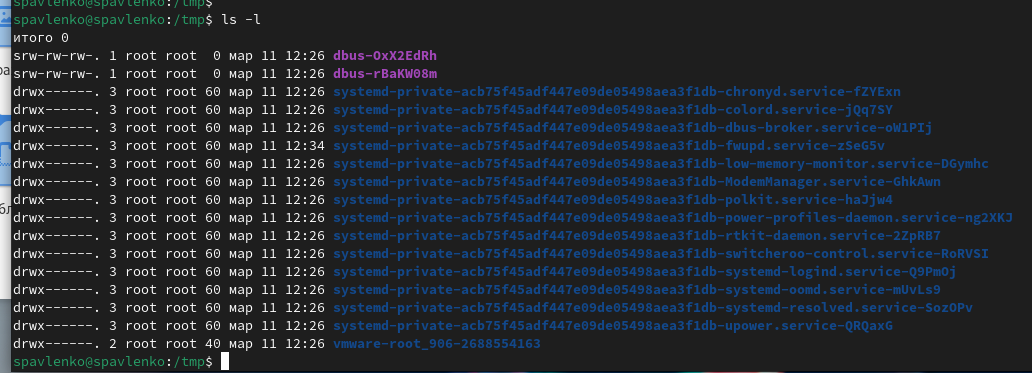 spavlenko@spavlenko:/tmp$
spavlenko@spavlenko:/tmp$ ls -l
итого 0
srw-rw-rw-. 1 root root  0 мар 11 12:26 dbus-OxX2EdRh
srw-rw-rw-. 1 root root  0 мар 11 12:26 dbus-rBaKW08m
drwx------. 3 root root 60 мар 11 12:26 systemd-private-acb75f45adf447e09de05498aea3f1db-chronyd.service-fZYExn
drwx------. 3 root root 60 мар 11 12:26 systemd-private-acb75f45adf447e09de05498aea3f1db-colord.service-jQq7SY
drwx------. 3 root root 60 мар 11 12:26 systemd-private-acb75f45adf447e09de05498aea3f1db-dbus-broker.service-oW1PIj
drwx------. 3 root root 60 мар 11 12:34 systemd-private-acb75f45adf447e09de05498aea3f1db-fwupd.service-zSeG5v
drwx------. 3 root root 60 мар 11 12:26 systemd-private-acb75f45adf447e09de05498aea3f1db-low-memory-monitor.service-DGymhc
drwx------. 3 root root 60 мар 11 12:26 systemd-private-acb75f45adf447e09de05498aea3f1db-ModemManager.service-GhkAwn
drwx------. 3 root root 60 мар 11 12:26 systemd-private-acb75f45adf447e09de05498aea3f1db-polkit.service-haJjw4
drwx------. 3 root root 60 мар 11 12:26 systemd-private-acb75f45adf447e09de05498aea3f1db-power-profiles-daemon.service-ng2XKJ
drwx------. 3 root root 60 мар 11 12:26 systemd-private-acb75f45adf447e09de05498aea3f1db-rtkit-daemon.service-2ZpRB7
drwx------. 3 root root 60 мар 11 12:26 systemd-private-acb75f45adf447e09de05498aea3f1db-switcheroo-control.service-RoRVSI
drwx------. 3 root root 60 мар 11 12:26 systemd-private-acb75f45adf447e09de05498aea3f1db-systemd-logind.service-Q9PmOj
drwx------. 3 root root 60 мар 11 12:26 systemd-private-acb75f45adf447e09de05498aea3f1db-systemd-oomd.service-mUvLs9
drwx------. 3 root root 60 мар 11 12:26 systemd-private-acb75f45adf447e09de05498aea3f1db-systemd-resolved.service-SozOPv
drwx------. 3 root root 60 мар 11 12:26 systemd-private-acb75f45adf447e09de05498aea3f1db-upower.service-QRQaxG
drwx------. 2 root root 40 мар 11 12:26 vmware-root_906-2688554163
spavlenko@spavlenko:/tmp$